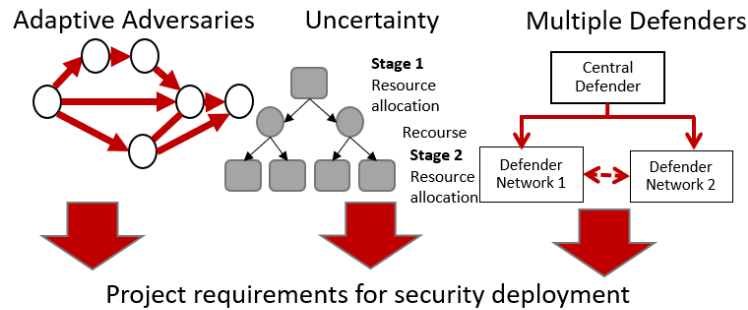 Adaptive Adversaries
Uncertainty
Multiple Defenders
Stage 1
Resource
allocation
Recourse
Stage 2
Resource
allocation
Central
Defender
Defender
Network 1
Defender
Network 2
Project requirements for security deployment